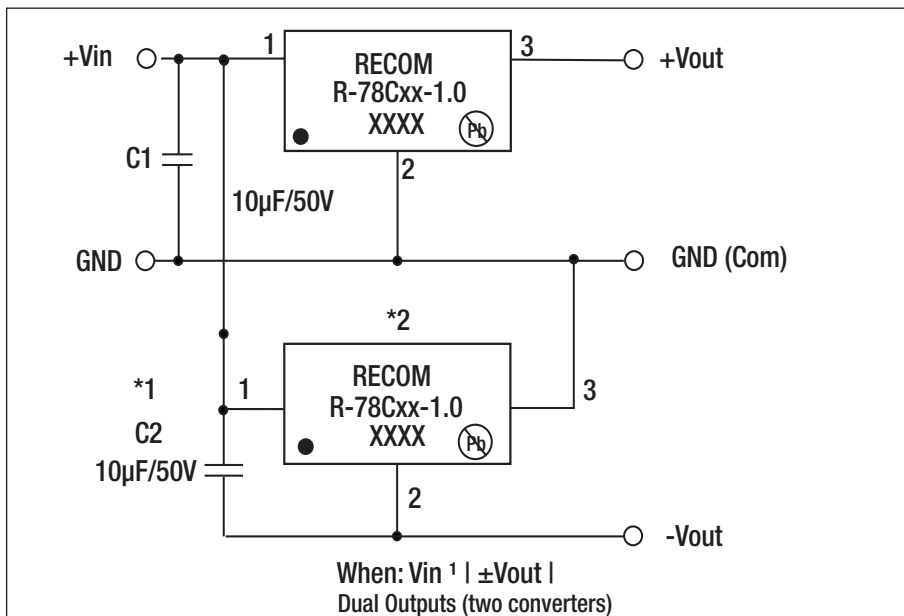 +Vin
1
RECOM
R-78Cxx-1.0
XXXX
Pb
3
+Vout
C1
2
10µF/50V
GND
GND (Com)
*2
*1
C2
10µF/50V
1
RECOM
R-78Cxx-1.0
XXXX
Pb
3
2
-Vout
When: Vin ¹ | ±Vout |
Dual Outputs (two converters)